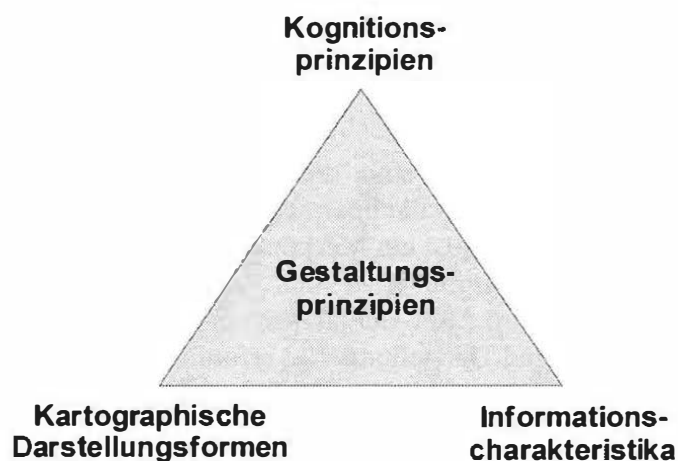 Kognitions-
prinzipien
Gestaltungs-
prinzipien
Kartographische
Darstellungsformen
Informations-
charakteristika